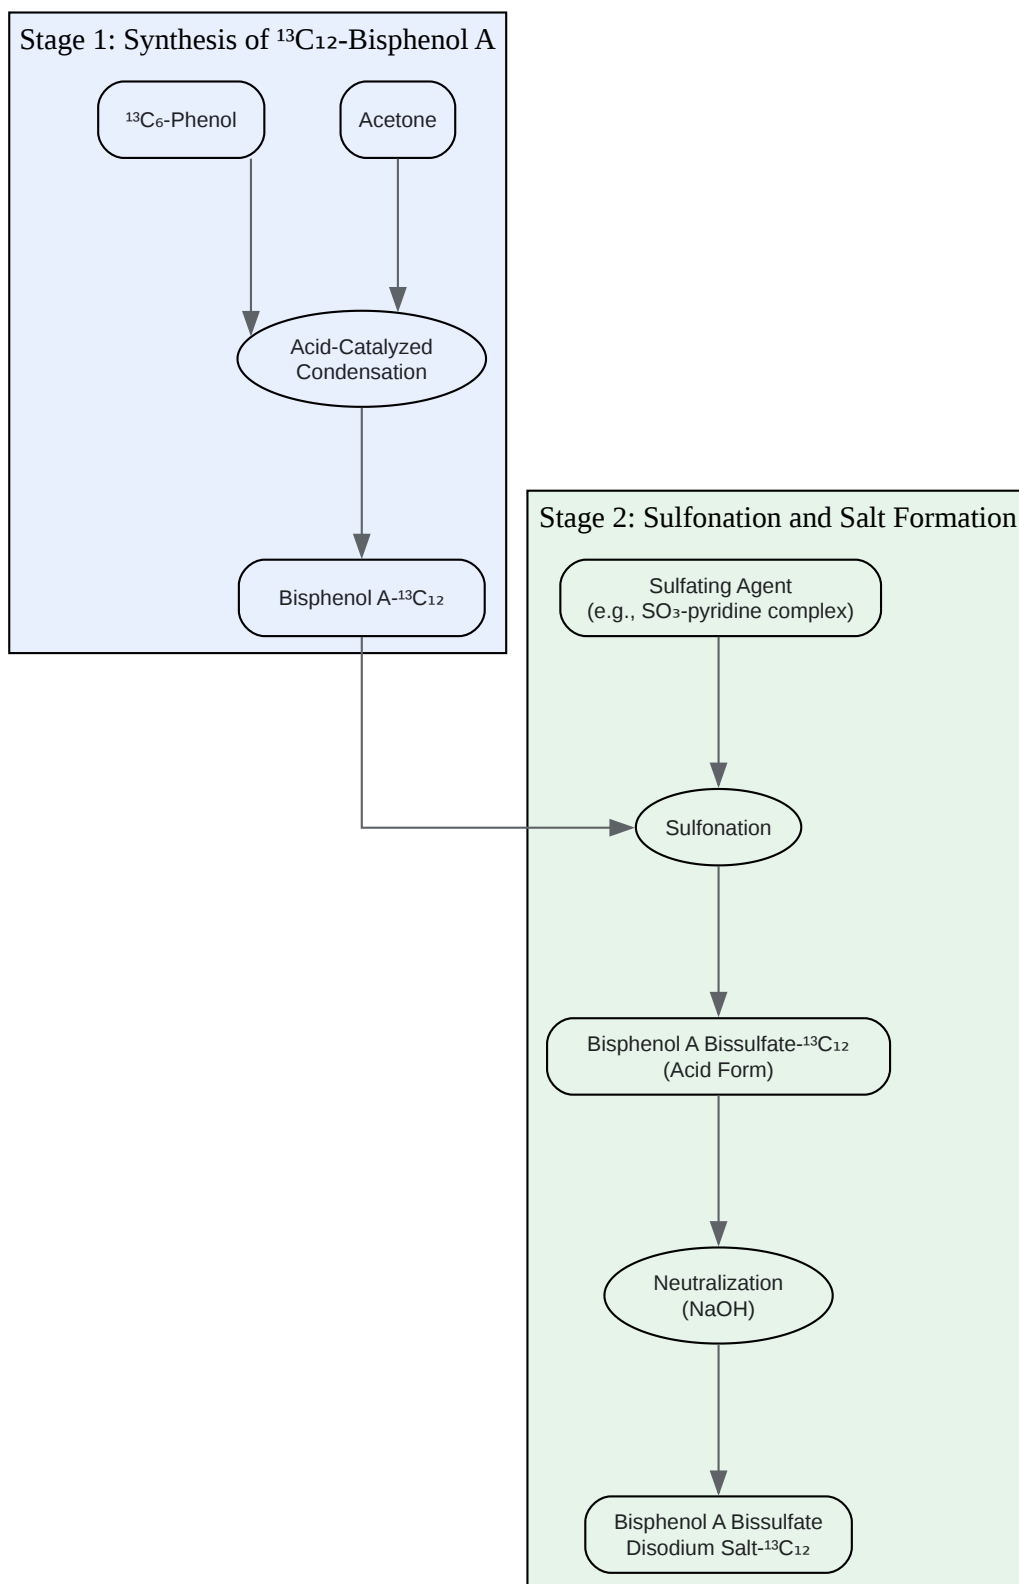 Stage 1: Synthesis of ¹³C₁₂-Bisphenol A
¹³C₆-Phenol
Acetone
Acid-Catalyzed
Condensation
Bisphenol A-¹³C₁₂
Stage 2: Sulfonation and Salt Formation
Sulfating Agent
(e.g., SO₃-pyridine complex)
Sulfonation
Bisphenol A Bissulfate-¹³C₁₂
(Acid Form)
Neutralization
(NaOH)
Bisphenol A Bissulfate
Disodium Salt-¹³C₁₂